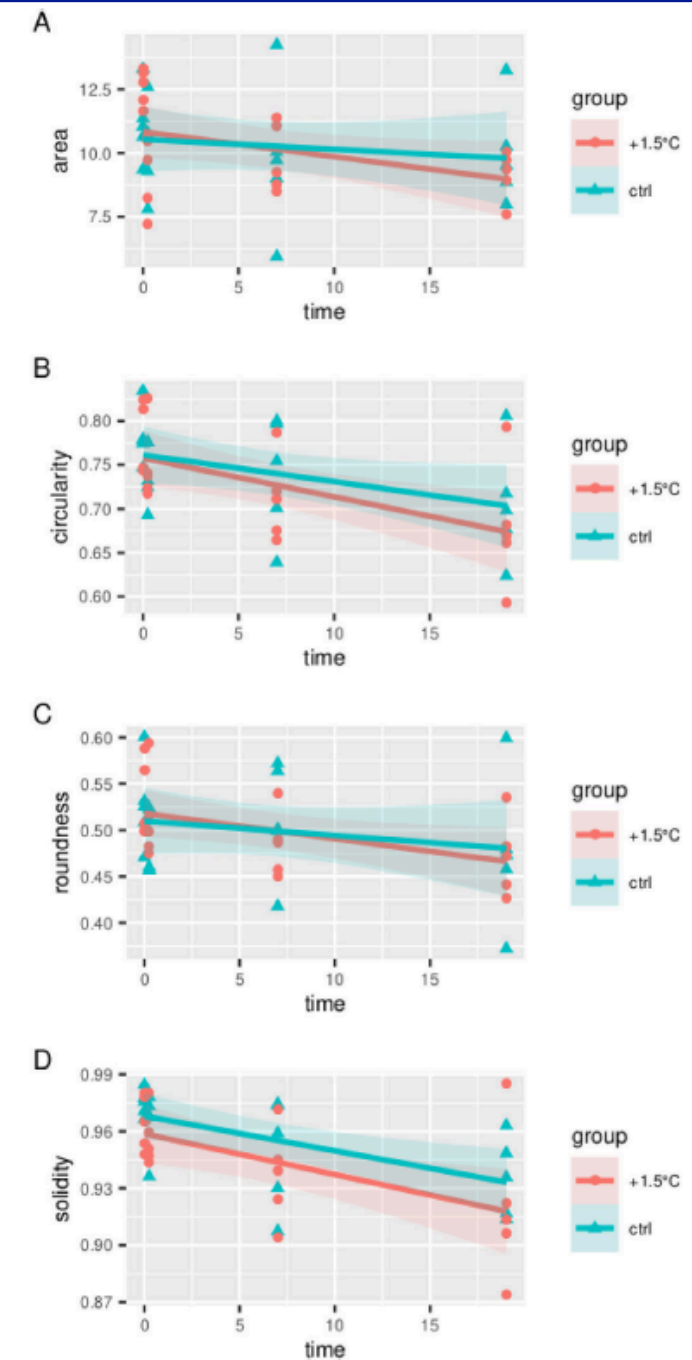 A
12.5
10.0
7.5
area
0 5 10 15
time
group
+1.5°C
ctrl
B
0.80
0.75
0.70
0.65
0.60
circularity
0 5 10 15
time
group
+1.5°C
ctrl
C
0.60
0.55
0.50
0.45
0.40
roundness
0 5 10 15
time
group
+1.5°C
ctrl
D
0.99
0.96
0.93
0.90
0.87
solidity
0 5 10 15
time
group
+1.5°C
ctrl